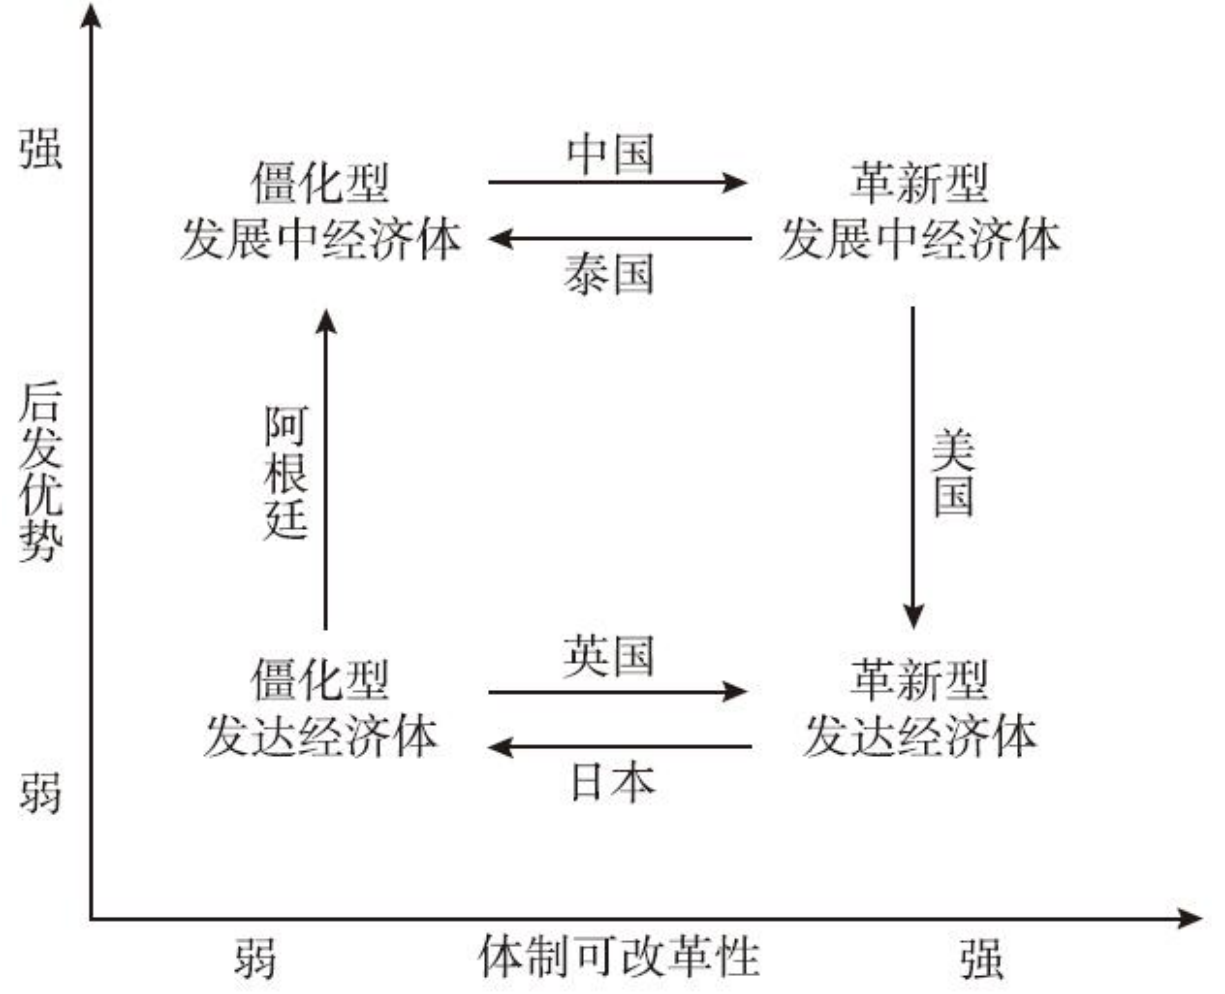 强
中国
僵化型
发展中经济体
革新型
发展中经济体
泰国
后发优势
阿根廷
美国
英国
僵化型
发达经济体
革新型
发达经济体
日本
弱
弱
体制可改革性
强